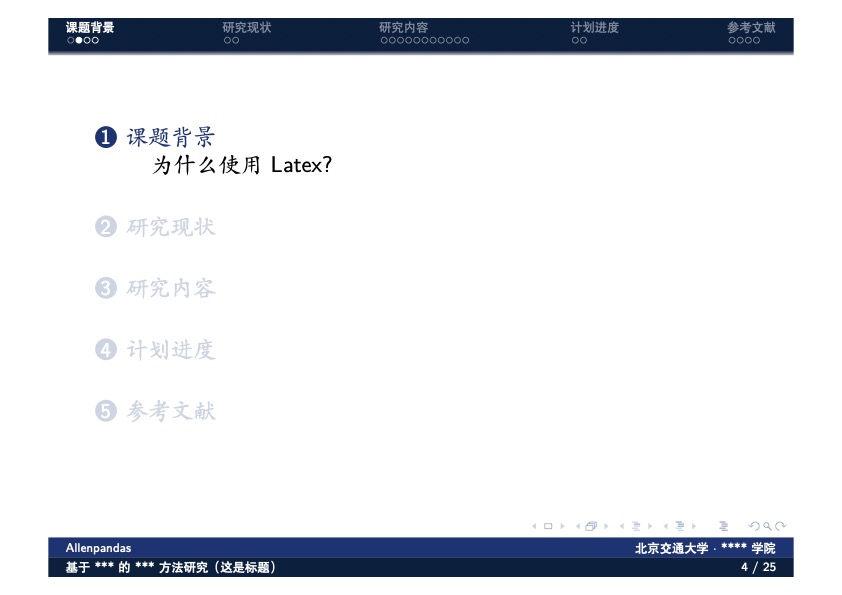 课题背景 研究现状 研究内容 计划进度 参考文献
1 课题背景
为什么使用 Latex?
2 研究现状
3 研究内容
4 计划进度
5 参考文献
Allenpandas 北京交通大学 · **** 学院
基于 *** 的 *** 方法研究（这是标题） 4 / 25